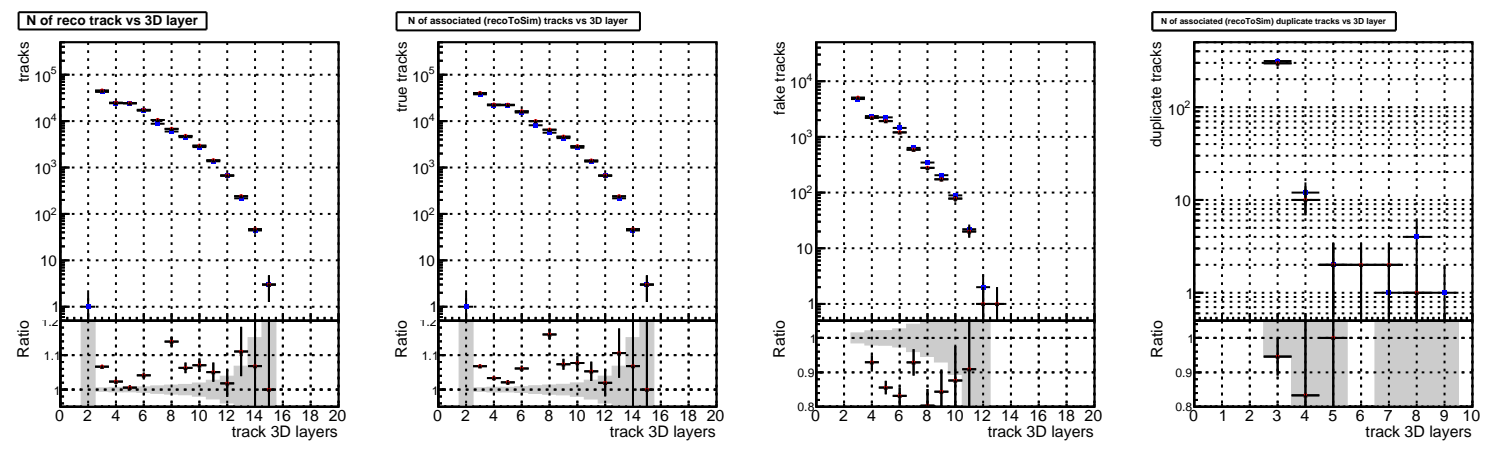 N of reco track vs 3D layer
tracks
10^5
10^4
10^3
10^2
10
1
Ratio
1.2
1.1
1
0 2 4 6 8 10 12 14 16 18 20
track 3D layers
N of associated (recoToSim) tracks vs 3D layer
true tracks
10^5
10^4
10^3
10^2
10
1
Ratio
1.2
1.1
1
0 2 4 6 8 10 12 14 16 18 20
track 3D layers
fake tracks
10^4
10^3
10^2
10
1
Ratio
1
0.9
0.8
0 2 4 6 8 10 12 14 16 18 20
track 3D layers
N of associated (recoToSim) duplicate tracks vs 3D layer
duplicate tracks
10^2
10
1
Ratio
1
0.9
0.8
0 1 2 3 4 5 6 7 8 9 10
track 3D layers